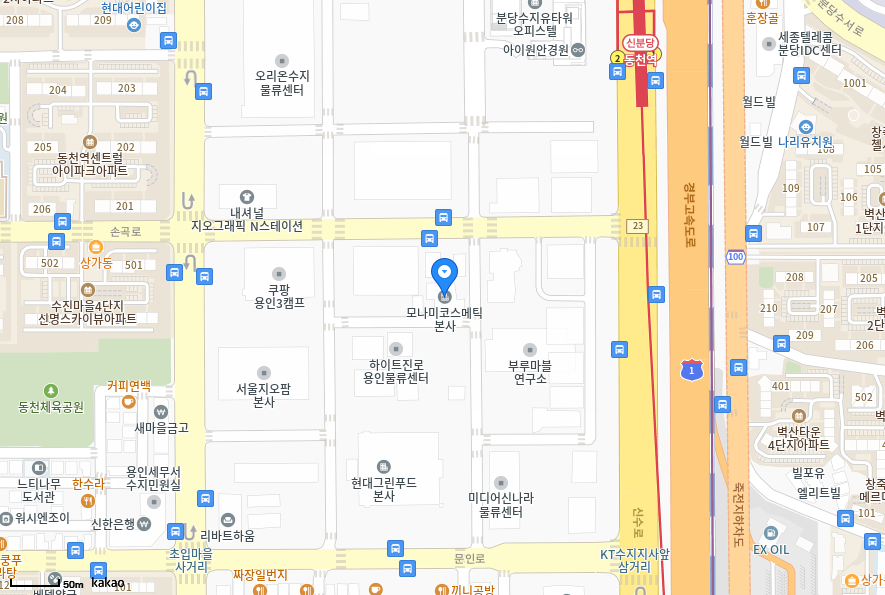 현대어린이집
208
209
분당수지유타워
오피스텔
아이원안경원
신분당
2
동천역
훈장골
세종텔레콤
분당IDC센터
분당수서로
1001
월드빌
월드빌
나리유치원
108
109
106
107
오리온수지
물류센터
204
203
205
202
동천역센트럴
아이파크아파트
206
201
손곡로
내셔널
지오그래픽 N스테이션
23
경부고속도로
벽산
1단지
100
502
상가동
501
수진마을4단지
신명스카이뷰아파트
쿠팡
용인3캠프
모나미코스메틱
본사
208
205
210
209
206
벽산
2단
하이트진로
용인물류센터
부루마블
연구소
1
서울지오팜
본사
커피연백
동천체육공원
새마을금고
401
502
벽산타운
4단지아파트
느티나무
도서관
한수라
용인세무서
수지민원실
현대그린푸드
본사
미디어신나라
물류센터
빌포유
엘리트빌
창죽
메르디
101
워시엔조이
신한은행
리바트하움
신수로
죽전지하차도
EX OIL
초입마을
사거리
문인로
KT수지지사앞
삼거리
짜장일번지
끼니공방
101
50m
kakao
상가